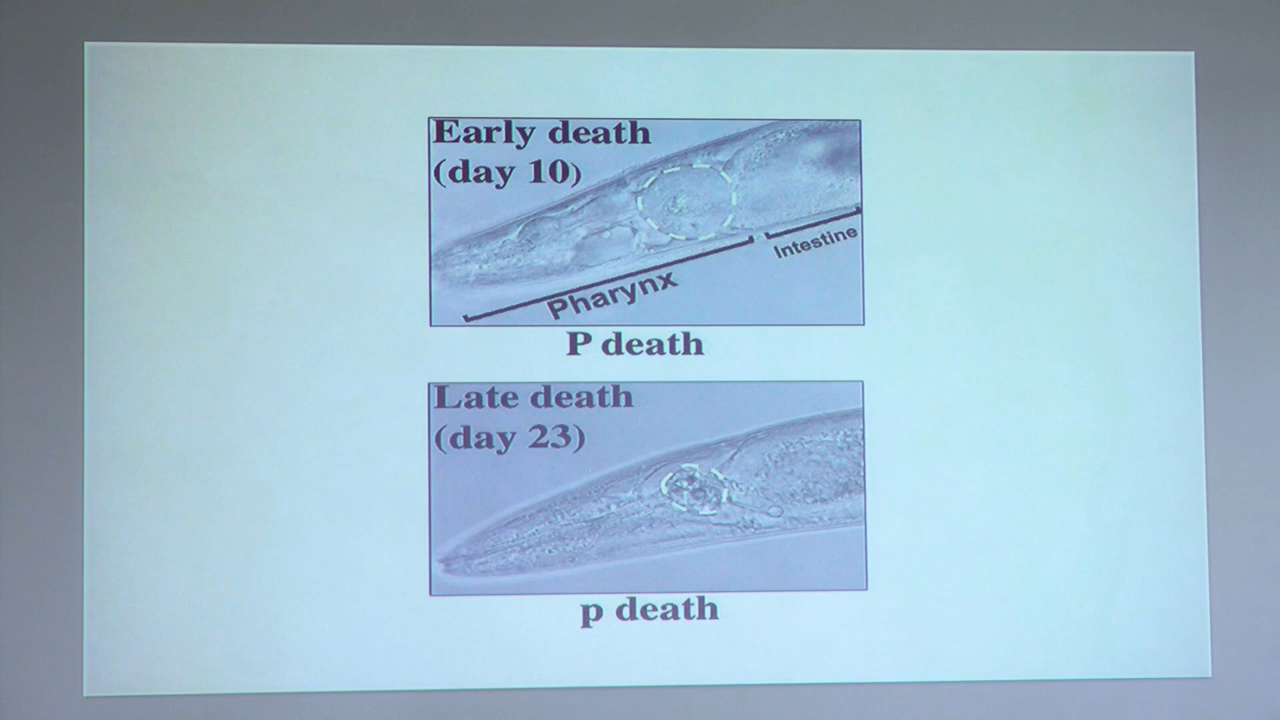 Early death
(day 10)
Pharynx
Intestine
P death
Late death
(day 23)
p death